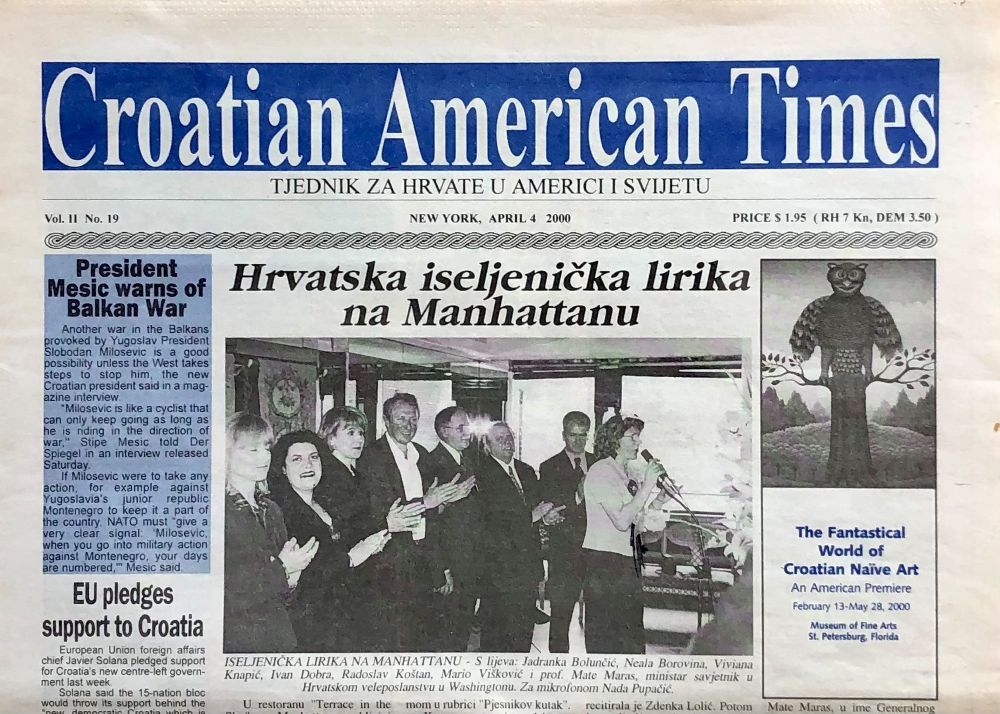 Croatian American Times
TJEDNIK ZA HRVATE U AMERICI I SVIJETU
Vol. II No. 19
NEW YORK, APRIL 4 2000
PRICE $ 1.95 ( RH 7 Kn, DEM 3.50 )
President
Mesic warns of
Balkan War
Another war in the Balkans
provoked by Yugoslav President
Slobodan Milosevic is a good
possibility unless the West takes
steps to stop him, the new
Croatian president said in a mag-
azine interview.
"Milosevic is like a cyclist that
can only keep going as long as
he is riding in the direction of
war," Stipe Mesic told Der
Spiegel in an interview released
Saturday.
If Milosevic were to take any
action, for example against
Yugoslavia's junior republic
Montenegro to keep it a part of
the country, NATO must "give a
very clear signal: 'Milosevic,
when you go into military action
against Montenegro, your days
are numbered,'" Mesic said.
EU pledges
support to Croatia
European Union foreign affairs
chief Javier Solana pledged support
for Croatia's new centre-left govern-
ment last week.
Solana said the 15-nation bloc
would throw its support behind the
"new, democratic Croatia which is
Hrvatska iseljenička lirika
na Manhattanu
ISELJENIČKA LIRIKA NA MANHATTANU - S lijeva: Jadranka Bolunčić, Neala Borovina, Viviana
Knapić, Ivan Dobra, Radoslav Koštan, Mario Višković i prof. Mate Maras, ministar savjetnik u
Hrvatskom veleposlanstvu u Washingtonu. Za mikrofonom Nada Pupačić.
U restoranu "Terrace in the
mom u rubrici "Pjesnikov kutak".
recitirala je Zdenka Lolić. Potom
Mate Maras, u ime Generalnog
The Fantastical
World of
Croatian Naïve Art
An American Premiere
February 13-May 28, 2000
Museum of Fine Arts
St. Petersburg, Florida